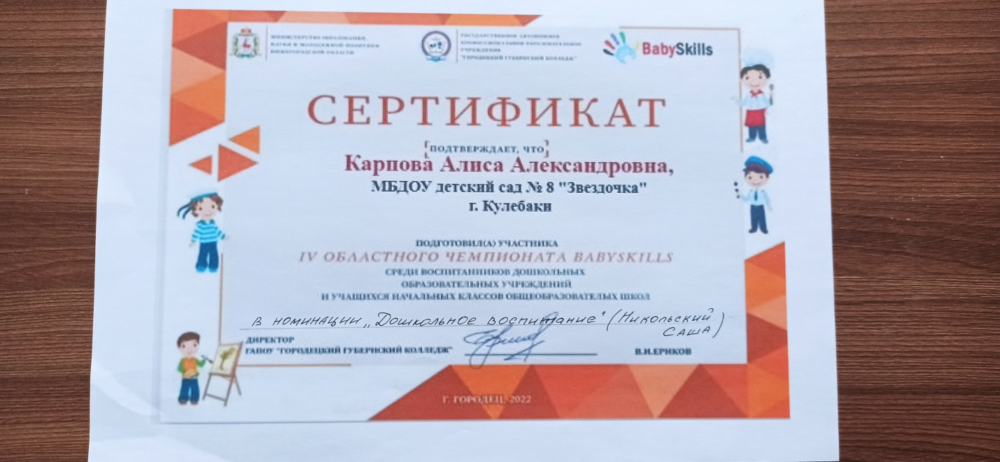 МИНИСТЕРСТВО ОБРАЗОВАНИЯ,
НАУКИ И МОЛОДЕЖНОЙ ПОЛИТИКИ
НИЖЕГОРОДСКОЙ ОБЛАСТИ
ГОСУДАРСТВЕННОЕ АВТОНОМНОЕ
ПРОФЕССИОНАЛЬНОЕ ОБРАЗОВАТЕЛЬНОЕ
УЧРЕЖДЕНИЕ
"ГОРОДЕЦКИЙ ГУБЕРНСКИЙ КОЛЛЕДЖ"
BabySkills
СЕРТИФИКАТ
[ПОДТВЕРЖДАЕТ, ЧТО]
Карпова Алиса Александровна,
МБДОУ детский сад № 8 "Звездочка"
г. Кулебаки
ПОДГОТОВИЛ(А) УЧАСТНИКА
IV ОБЛАСТНОГО ЧЕМПИОНАТА BABYSKILLS
СРЕДИ ВОСПИТАННИКОВ ДОШКОЛЬНЫХ
ОБРАЗОВАТЕЛЬНЫХ УЧРЕЖДЕНИЙ
И УЧАЩИХСЯ НАЧАЛЬНЫХ КЛАССОВ ОБЩЕОБРАЗОВАТЕЛЫХ ШКОЛ
в номинации „Дошкольное воспитание" (Никольский
Саша)
ДИРЕКТОР
ГАПОУ "ГОРОДЕЦКИЙ ГУБЕРНСКИЙ КОЛЛЕДЖ"
В.И.ЕРИКОВ
Г. ГОРОДЕЦ, 2022